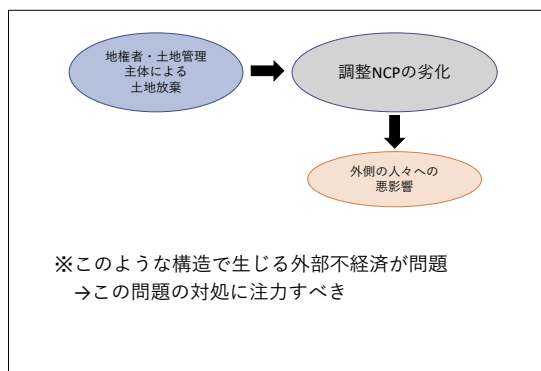 地権者・土地管理
主体による
土地放棄
調整NCPの劣化
外側の人々への
悪影響
※このような構造で生じる外部不経済が問題
→この問題の対処に注力すべき